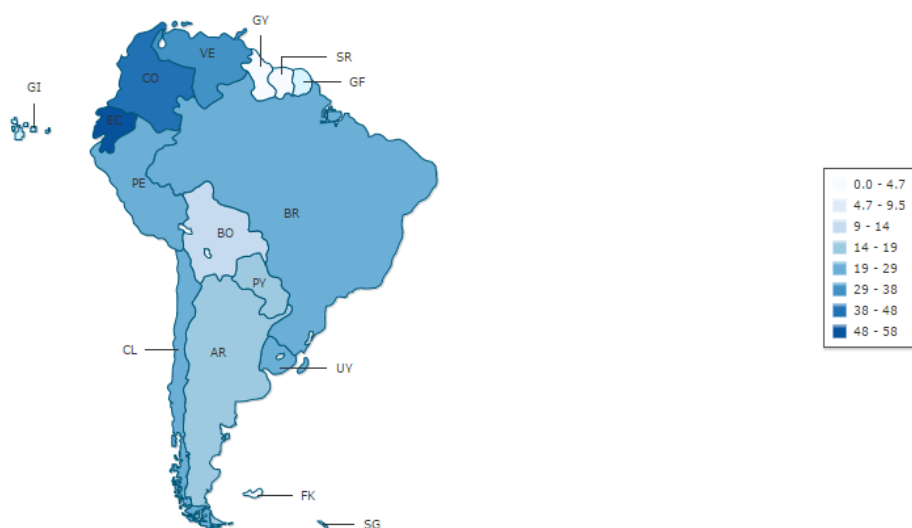 GY
VE
SR
CO
GF
GI
EC
PE
BR
BO
PY
CL
AR
UY
FK
SG
0.0 - 4.7
4.7 - 9.5
9 - 14
14 - 19
19 - 29
29 - 38
38 - 48
48 - 58